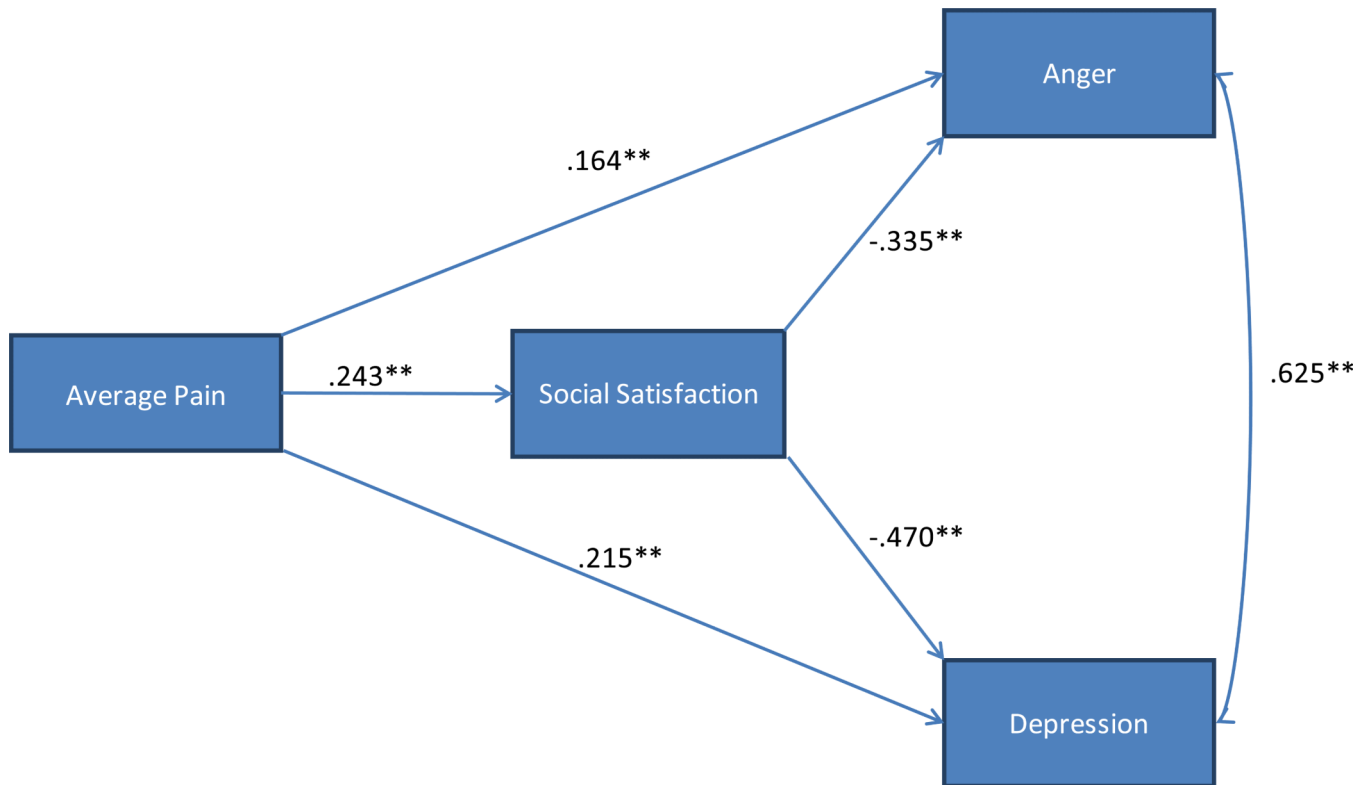 Anger
.164**
-.335**
Average Pain
.243**
Social Satisfaction
.625**
-.470**
.215**
Depression